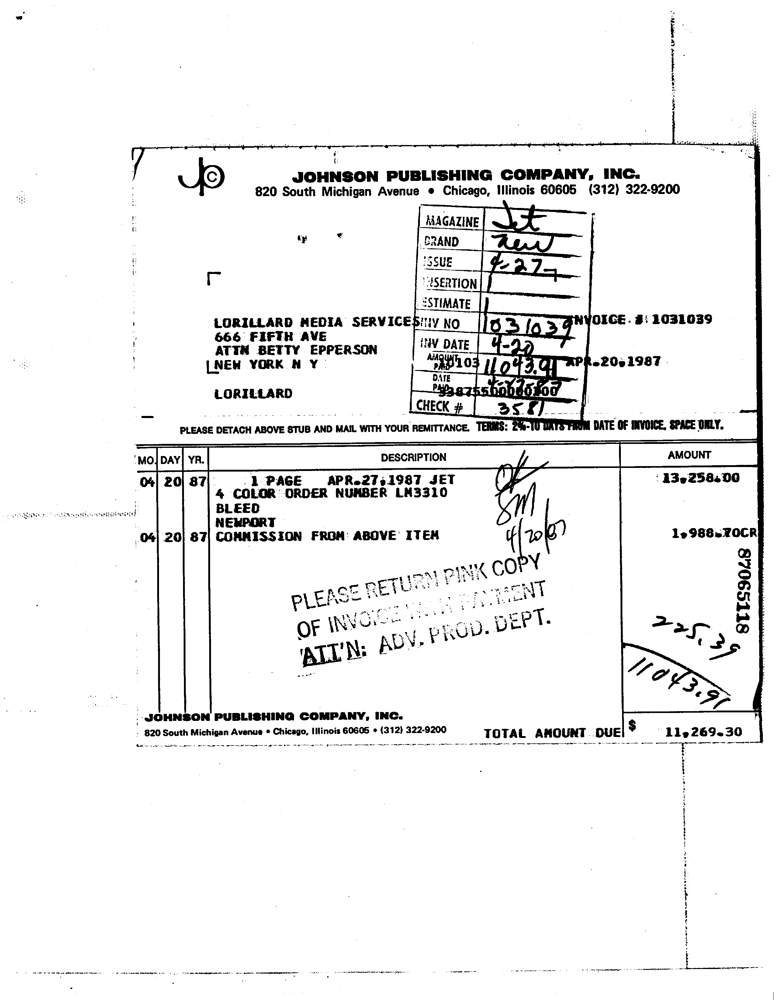 JOHNSON PUBLISHING COMPANY, INC.
820 South Michigan Avenue • Chicago, Illinois 60605 (312) 322-9200
MAGAZINE Jet
BRAND new
ISSUE 4-27
INSERTION
ESTIMATE
LORILLARD MEDIA SERVICES INV NO 1031039 INVOICE #: 1031039
666 FIFTH AVE
ATTN BETTY EPPERSON INV DATE 4-20
NEW YORK N Y 10103 AMOUNT PAID 11043.91 APR.20,1987
DATE PAID
LORILLARD
CHECK # 3581
PLEASE DETACH ABOVE STUB AND MAIL WITH YOUR REMITTANCE. TERMS: 2%-10 DAYS FROM DATE OF INVOICE, SPACE ONLY.
MO. DAY YR. DESCRIPTION AMOUNT
04 20 87 1 PAGE APR.27,1987 JET 13,258.00
4 COLOR ORDER NUMBER LM3310
BLEED
NEWPORT
04 20 87 COMMISSION FROM ABOVE ITEM 1,988.70CR
OK
SM
4/20/87
PLEASE RETURN PINK COPY
OF INVOICE WITH PAYMENT
ATT'N: ADV. PROD. DEPT.
87065118
225.39
11043.91
JOHNSON PUBLISHING COMPANY, INC.
820 South Michigan Avenue • Chicago, Illinois 60605 • (312) 322-9200
TOTAL AMOUNT DUE $ 11,269.30